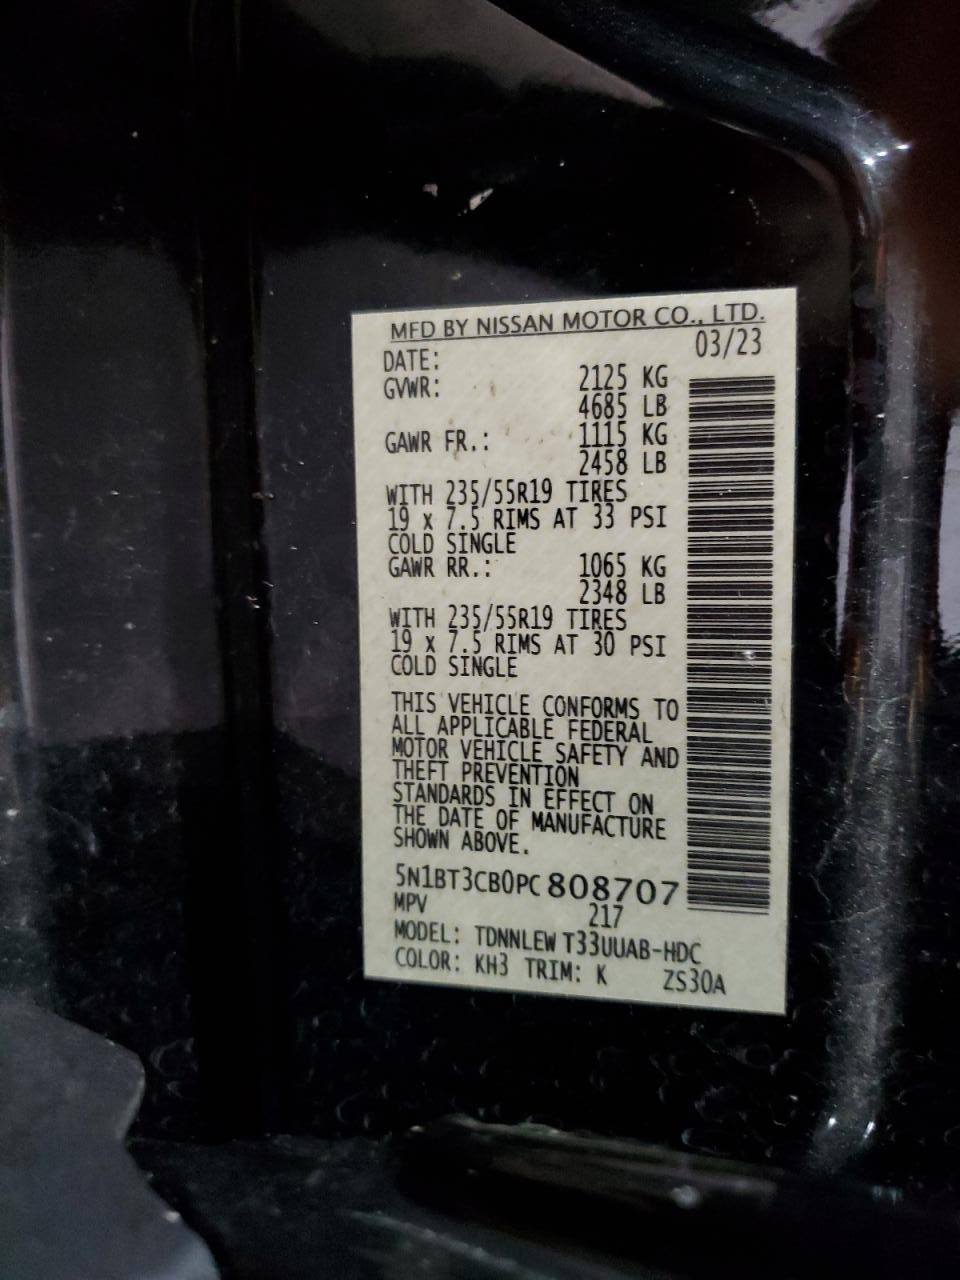 MFD BY NISSAN MOTOR CO., LTD.
DATE: 03/23
GVWR: 2125 KG
4685 LB
GAWR FR.: 1115 KG
2458 LB
WITH 235/55R19 TIRES
19 x 7.5 RIMS AT 33 PSI
COLD SINGLE
GAWR RR.: 1065 KG
2348 LB
WITH 235/55R19 TIRES
19 x 7.5 RIMS AT 30 PSI
COLD SINGLE
THIS VEHICLE CONFORMS TO
ALL APPLICABLE FEDERAL
MOTOR VEHICLE SAFETY AND
THEFT PREVENTION
STANDARDS IN EFFECT ON
THE DATE OF MANUFACTURE
SHOWN ABOVE.
5N1BT3CB0PC808707
MPV 217
MODEL: TDNNLEW T33UUAB-HDC
COLOR: KH3 TRIM: K ZS30A